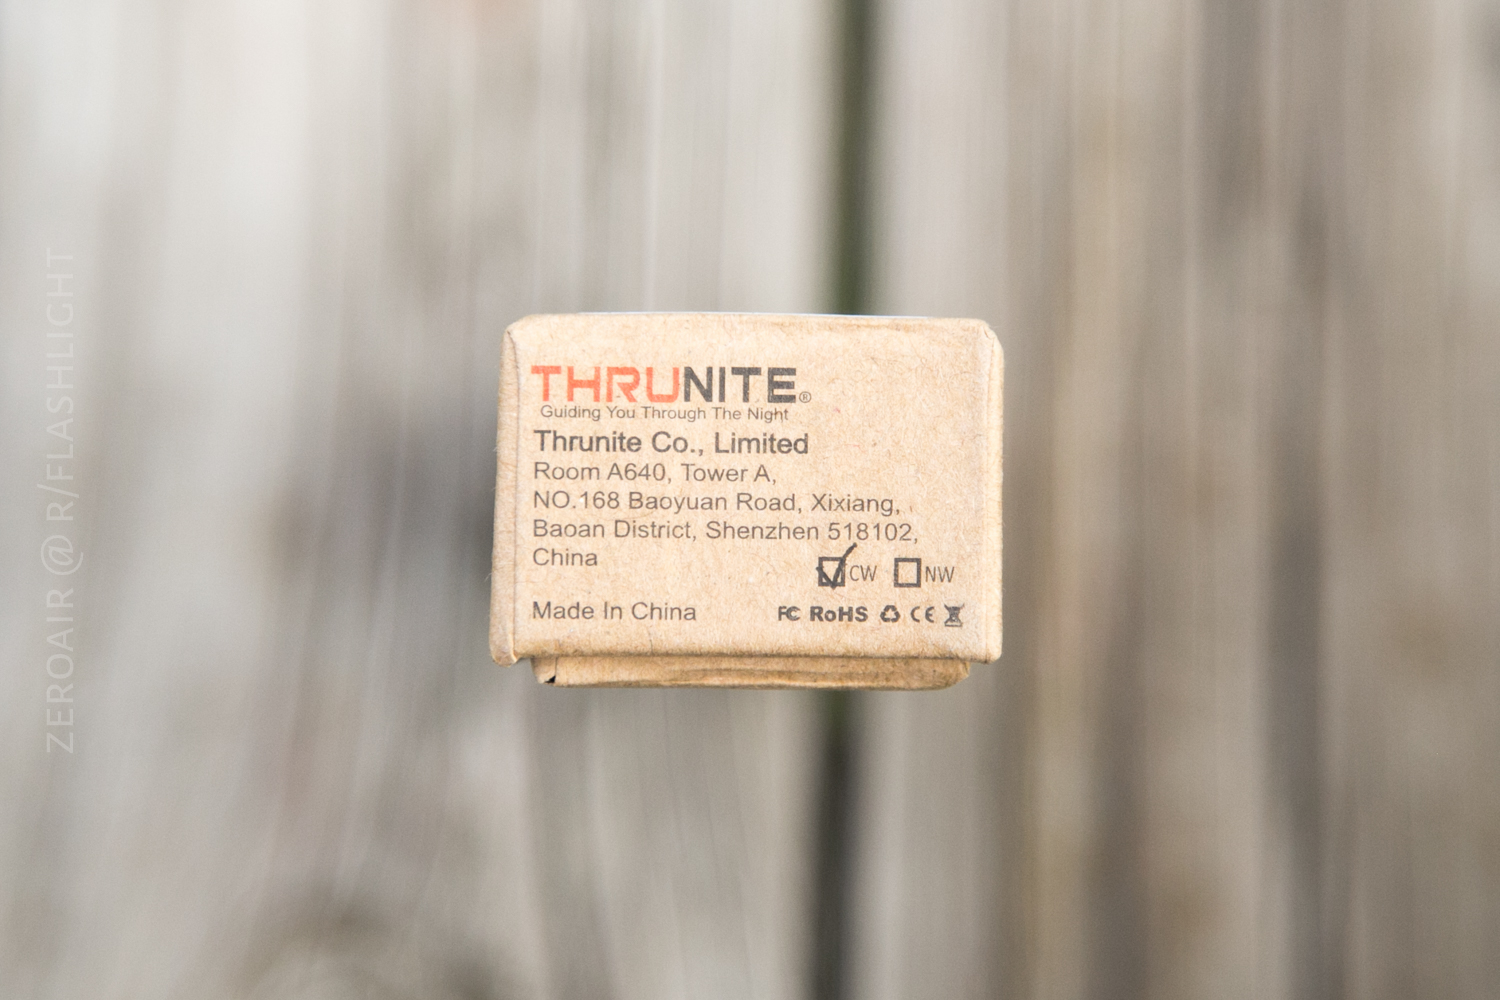 THRUNITE®
Guiding You Through The Night
Thrunite Co., Limited
Room A640, Tower A,
NO.168 Baoyuan Road, Xixiang,
Baoan District, Shenzhen 518102,
China
CW NW
Made In China
FC RoHS CE
ZEROAIR @ R/FLASHLIGHT